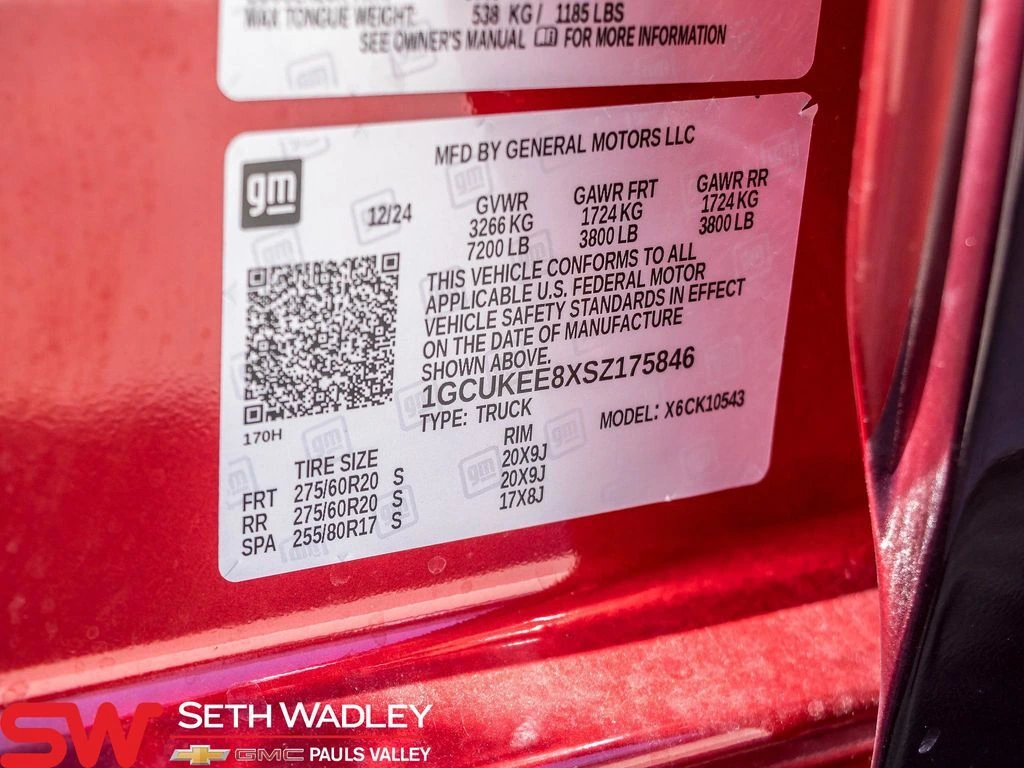 MAX TONGUE WEIGHT: 538 KG / 1185 LBS
SEE OWNER'S MANUAL FOR MORE INFORMATION
gm
MFD BY GENERAL MOTORS LLC
12/24
GVWR GAWR FRT GAWR RR
3266 KG 1724 KG 1724 KG
7200 LB 3800 LB 3800 LB
THIS VEHICLE CONFORMS TO ALL
APPLICABLE U.S. FEDERAL MOTOR
VEHICLE SAFETY STANDARDS IN EFFECT
ON THE DATE OF MANUFACTURE
SHOWN ABOVE.
1GCUKEE8XSZ175846
TYPE: TRUCK MODEL: X6CK10543
170H
TIRE SIZE RIM
FRT 275/60R20 S 20X9J
RR 275/60R20 S 20X9J
SPA 255/80R17 S 17X8J
SW
SETH WADLEY
GMC PAULS VALLEY